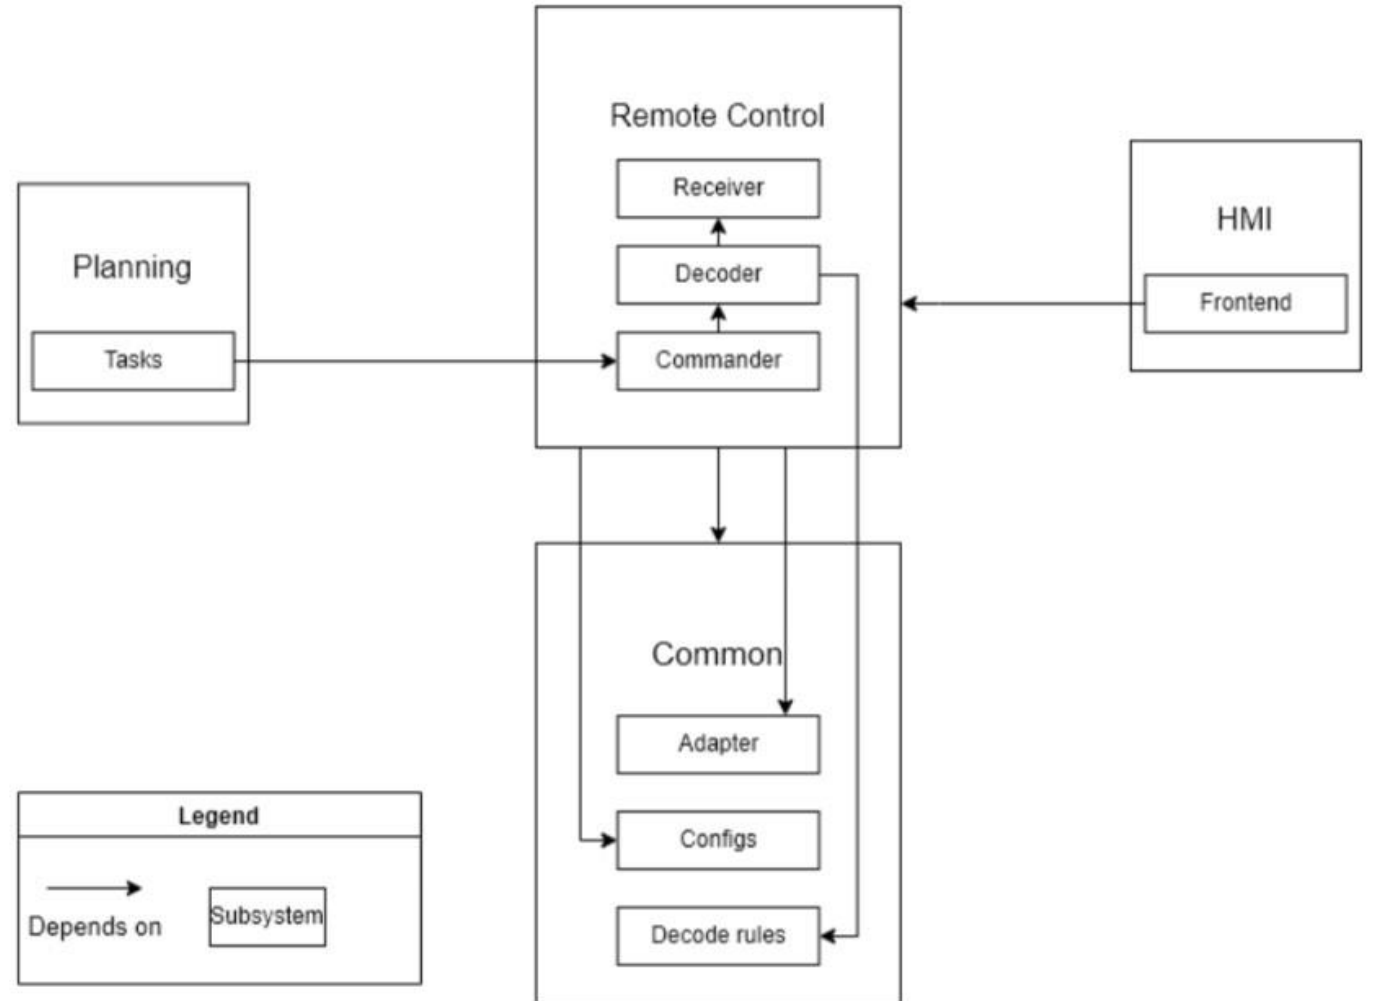 Remote Control
Receiver
Decoder
Commander
Planning
Tasks
HMI
Frontend
Common
Adapter
Configs
Decode rules
Legend
Depends on
Subsystem